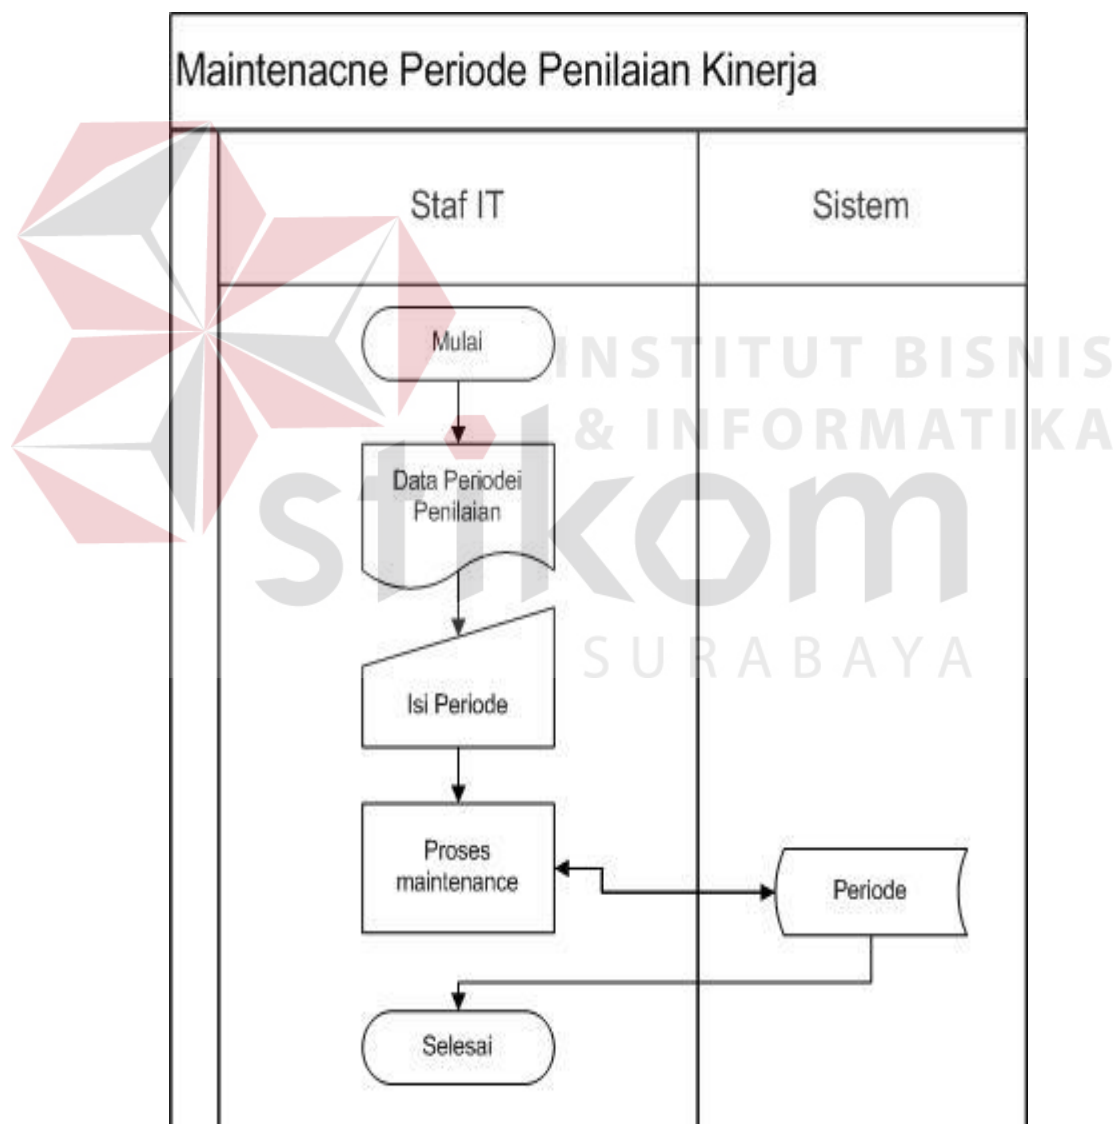 Maintenacne Periode Penilaian Kinerja
Staf IT
Sistem
Mulai
INSTITUT BISNIS
& INFORMATIKA
Data Periodei
Penilaian
stikom
SURABAYA
Isi Periode
Proses
maintenance
Periode
Selesai